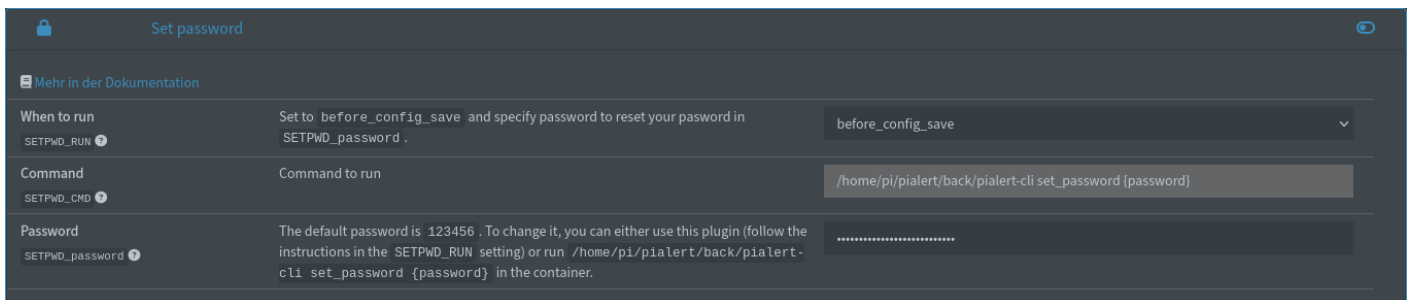 Set password
Mehr in der Dokumentation
When to run
SETPWD_RUN ?
Set to before_config_save and specify password to reset your pasword in
SETPWD_password .
before_config_save
Command
SETPWD_CMD ?
Command to run
/home/pi/pialert/back/pialert-cli set_password {password}
Password
SETPWD_password ?
The default password is 123456 . To change it, you can either use this plugin (follow the
instructions in the SETPWD_RUN setting) or run /home/pi/pialert/back/pialert-
cli set_password {password} in the container.
•••••••••••••••••••••••••••